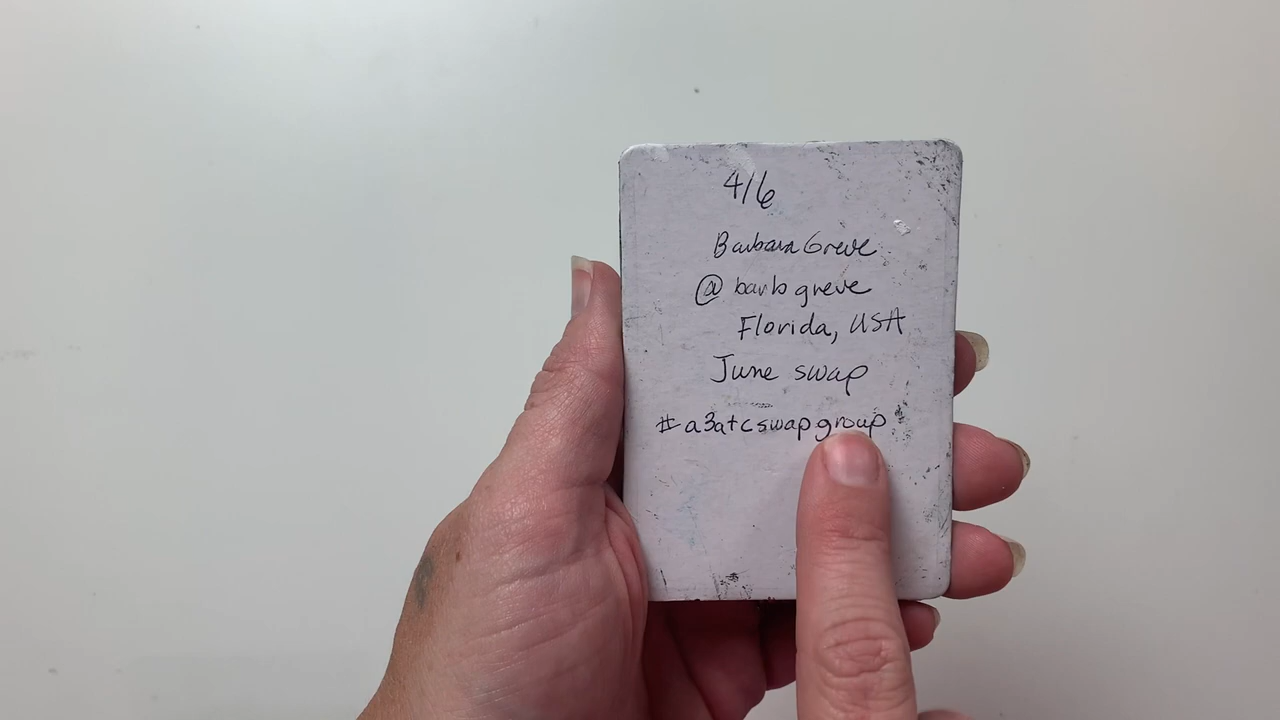 4/6
Barbara Greve
@barbgreve
Florida, USA
June swap
#a3atcswapgroup